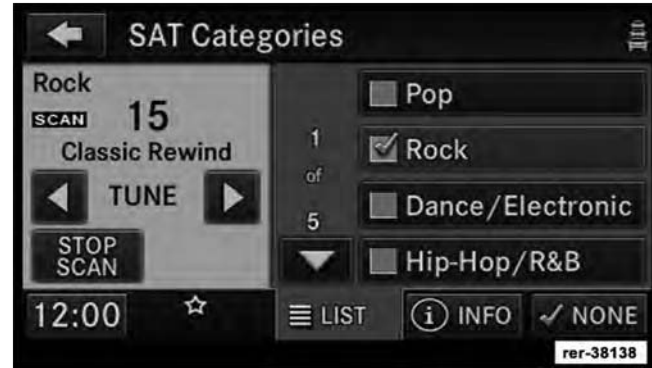 SAT Categories
Rock
SCAN 15
Classic Rewind
TUNE
STOP
SCAN
1
of
5
Pop
Rock
Dance/Electronic
Hip-Hop/R&B
12:00
LIST
i INFO
NONE
rer-38138